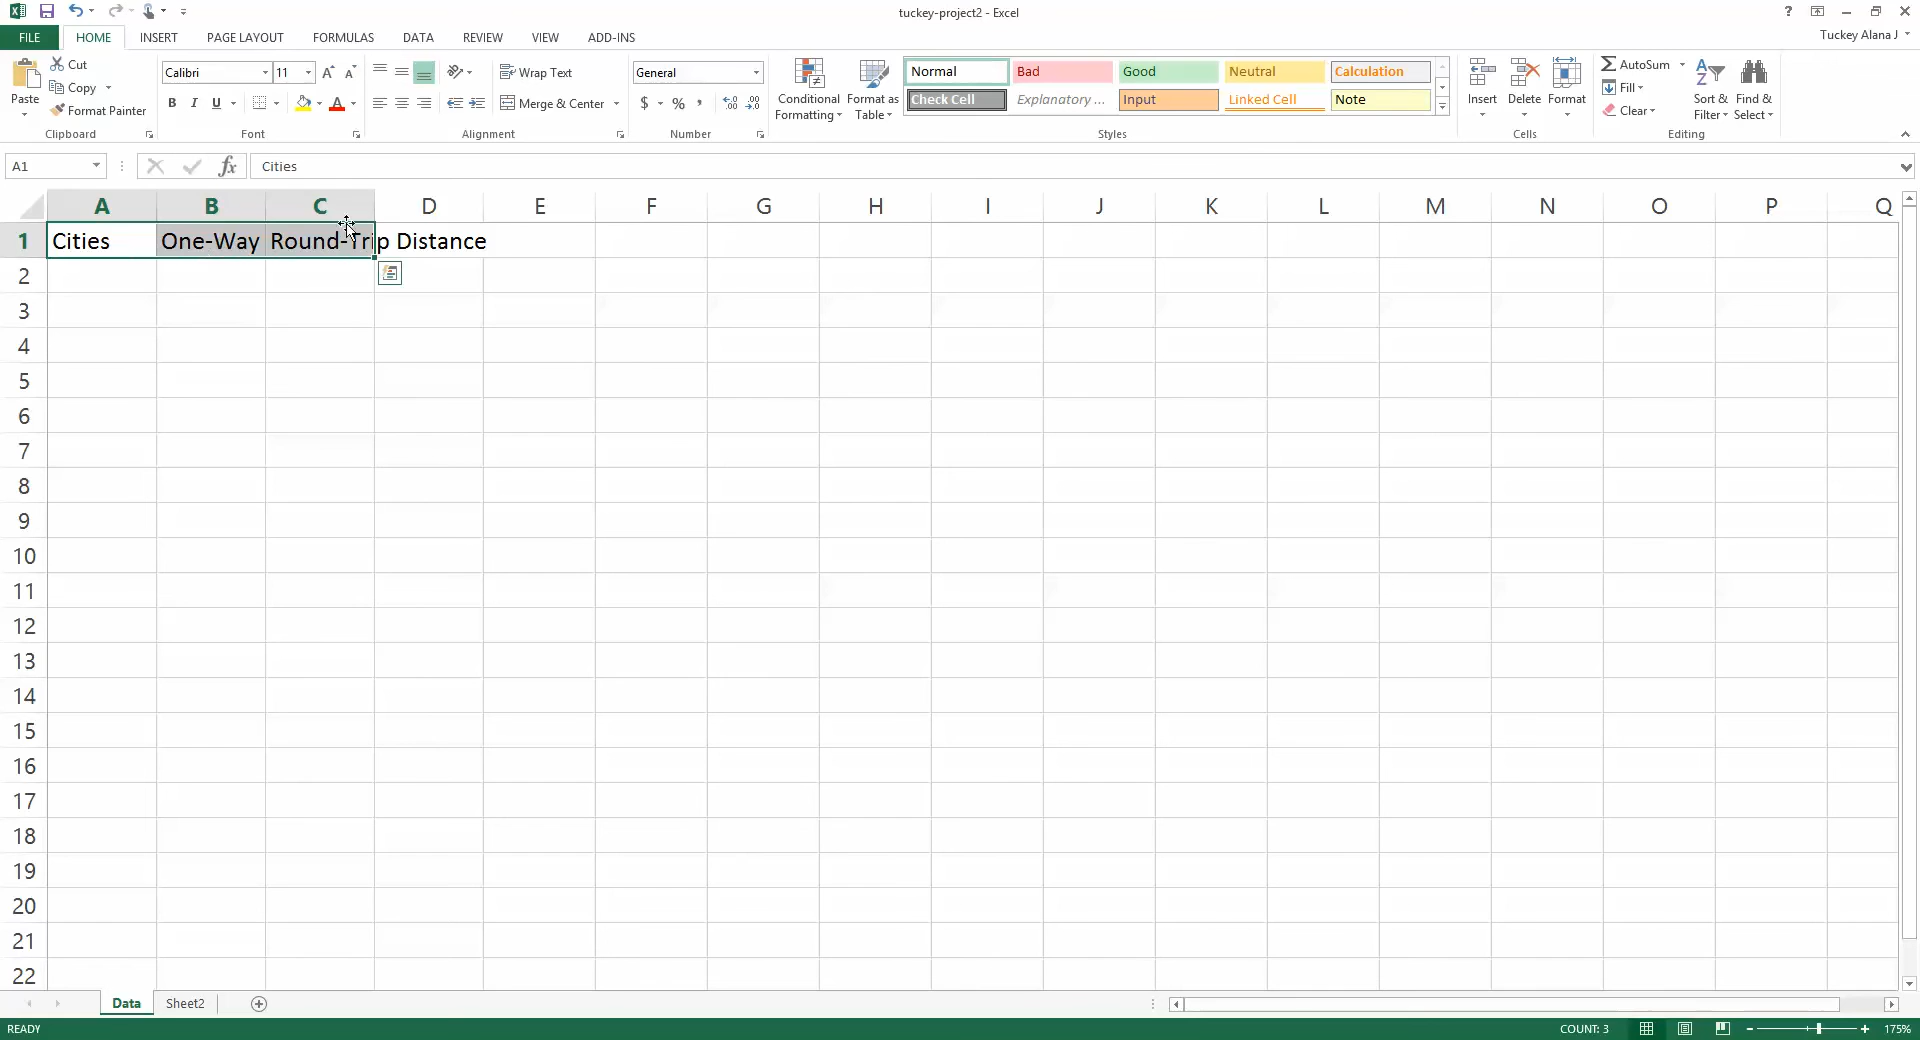 tuckey-project2 - Excel
?
Tuckey Alana J
FILE HOME INSERT PAGE LAYOUT FORMULAS DATA REVIEW VIEW ADD-INS
Paste
Cut
Copy
Format Painter
Clipboard
Calibri 11 A A
B I U A
Font
Wrap Text
Merge & Center
Alignment
General
$ % ,
Number
Conditional Formatting
Format as Table
Normal Bad Good Neutral Calculation
Check Cell Explanatory ... Input Linked Cell Note
Styles
Insert Delete Format
Cells
AutoSum
Fill
Clear
Sort & Filter
Find & Select
Editing
A1 fx Cities
A B C D E F G H I J K L M N O P Q
1 Cities One-Way Round-Trip Distance
2
3
4
5
6
7
8
9
10
11
12
13
14
15
16
17
18
19
20
21
22
Data Sheet2
READY COUNT: 3 175%